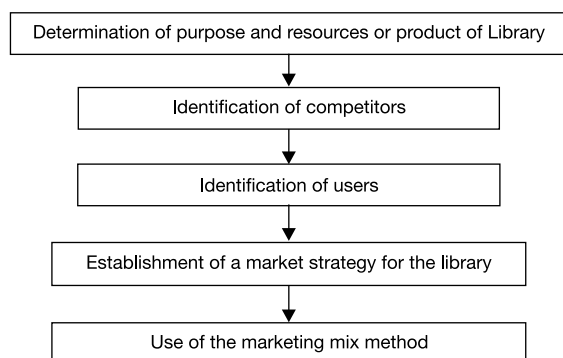 Determination of purpose and resources or product of Library
Identification of competitors
Identification of users
Establishment of a market strategy for the library
Use of the marketing mix method